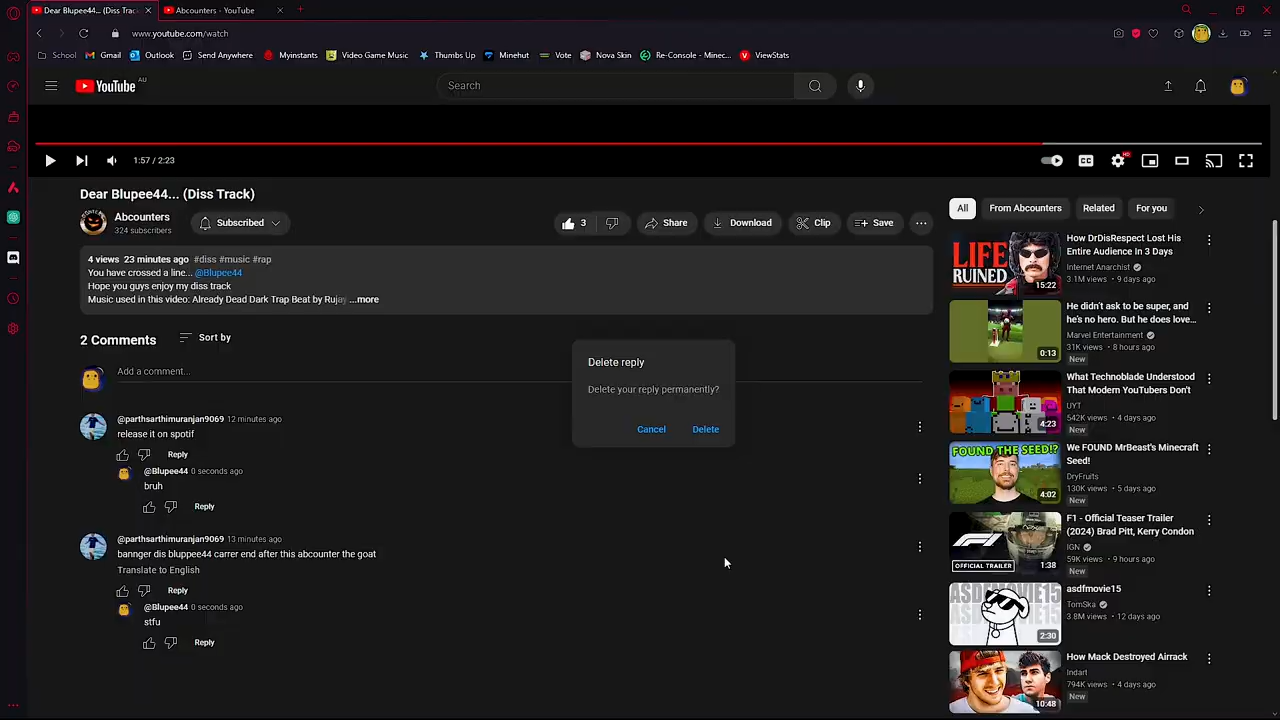 Dear Blupee44... (Diss Trac
Abcounters - YouTube
www.youtube.com/watch
School
Gmail
Outlook
Send Anywhere
Myinstants
Video Game Music
Thumbs Up
Minehut
Vote
Nova Skin
Re-Console - Minec...
ViewStats
YouTube AU
Search
1:57 / 2:23
CC
HD
Dear Blupee44... (Diss Track)
Abcounters
324 subscribers
Subscribed
3
Share
Download
Clip
Save
4 views 23 minutes ago #diss #music #rap
You have crossed a line... @Blupee44
Hope you guys enjoy my diss track
Music used in this video: Already Dead Dark Trap Beat by Rujay ...more
2 Comments
Sort by
Add a comment...
@parthsarthimuranjan9069 12 minutes ago
release it on spotif
Reply
@Blupee44 0 seconds ago
bruh
Reply
@parthsarthimuranjan9069 13 minutes ago
bannger dis bluppee44 carrer end after this abcounter the goat
Translate to English
Reply
@Blupee44 0 seconds ago
stfu
Reply
Delete reply
Delete your reply permanently?
Cancel
Delete
All
From Abcounters
Related
For you
LIFE
RUINED
15:22
How DrDisRespect Lost His
Entire Audience In 3 Days
Internet Anarchist
3.1M views • 9 days ago
0:13
He didn't ask to be super, and
he's no hero. But he does love...
Marvel Entertainment
31K views • 8 hours ago
New
4:23
What Technoblade Understood
That Modern YouTubers Don't
UYT
542K views • 4 days ago
New
FOUND THE SEED!?
4:02
We FOUND MrBeast's Minecraft
Seed!
DryFruits
130K views • 5 days ago
New
OFFICIAL TRAILER
1:38
F1 - Official Teaser Trailer
(2024) Brad Pitt, Kerry Condon
IGN
59K views • 9 hours ago
New
ASDFMOVIE15
2:30
asdfmovie15
TomSka
3.8M views • 12 days ago
10:48
How Mack Destroyed Airrack
Indart
794K views • 4 days ago
New